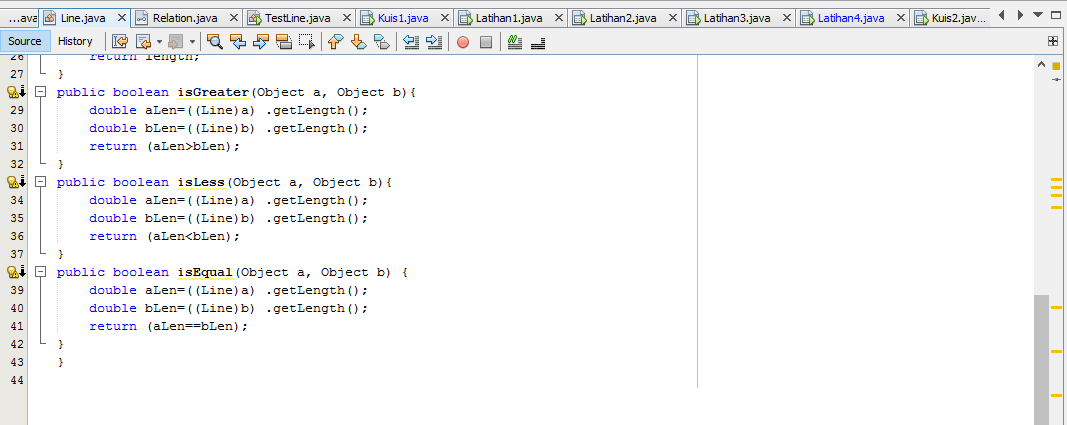 ...ava Line.java Relation.java TestLine.java Kuis1.java Latihan1.java Latihan2.java Latihan3.java Latihan4.java Kuis2.jav...
Source History
26 return length;
27 }
public boolean isGreater(Object a, Object b){
29 double aLen=((Line)a) .getLength();
30 double bLen=((Line)b) .getLength();
31 return (aLen>bLen);
32 }
public boolean isLess(Object a, Object b){
34 double aLen=((Line)a) .getLength();
35 double bLen=((Line)b) .getLength();
36 return (aLen<bLen);
37 }
public boolean isEqual(Object a, Object b) {
39 double aLen=((Line)a) .getLength();
40 double bLen=((Line)b) .getLength();
41 return (aLen==bLen);
42 }
43 }
44